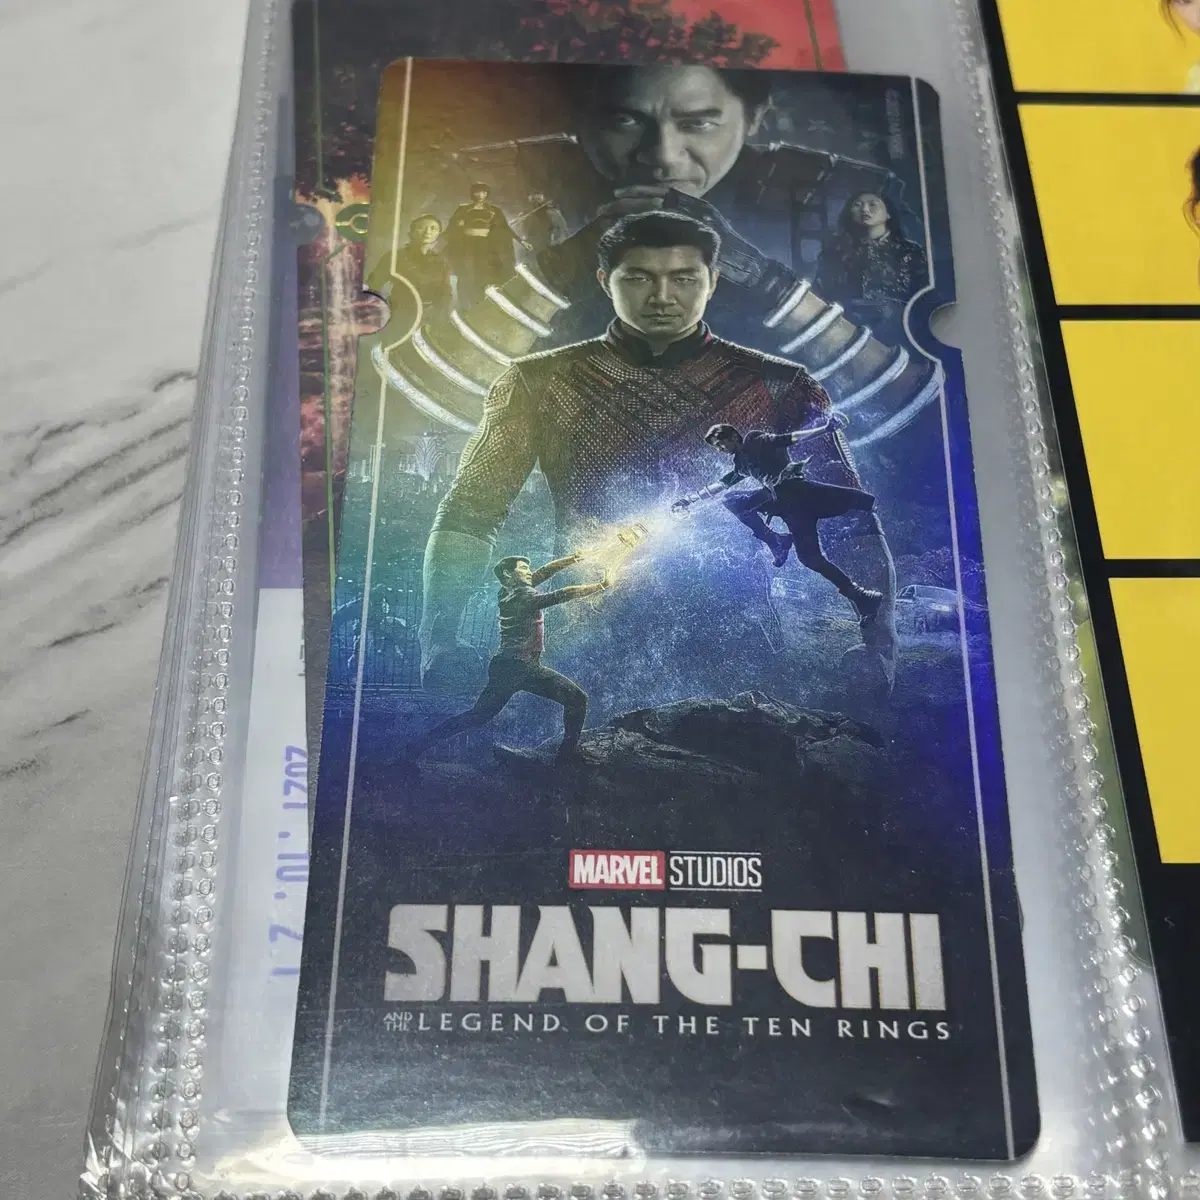 MARVEL STUDIOS
SHANG-CHI
AND THE LEGEND OF THE TEN RINGS